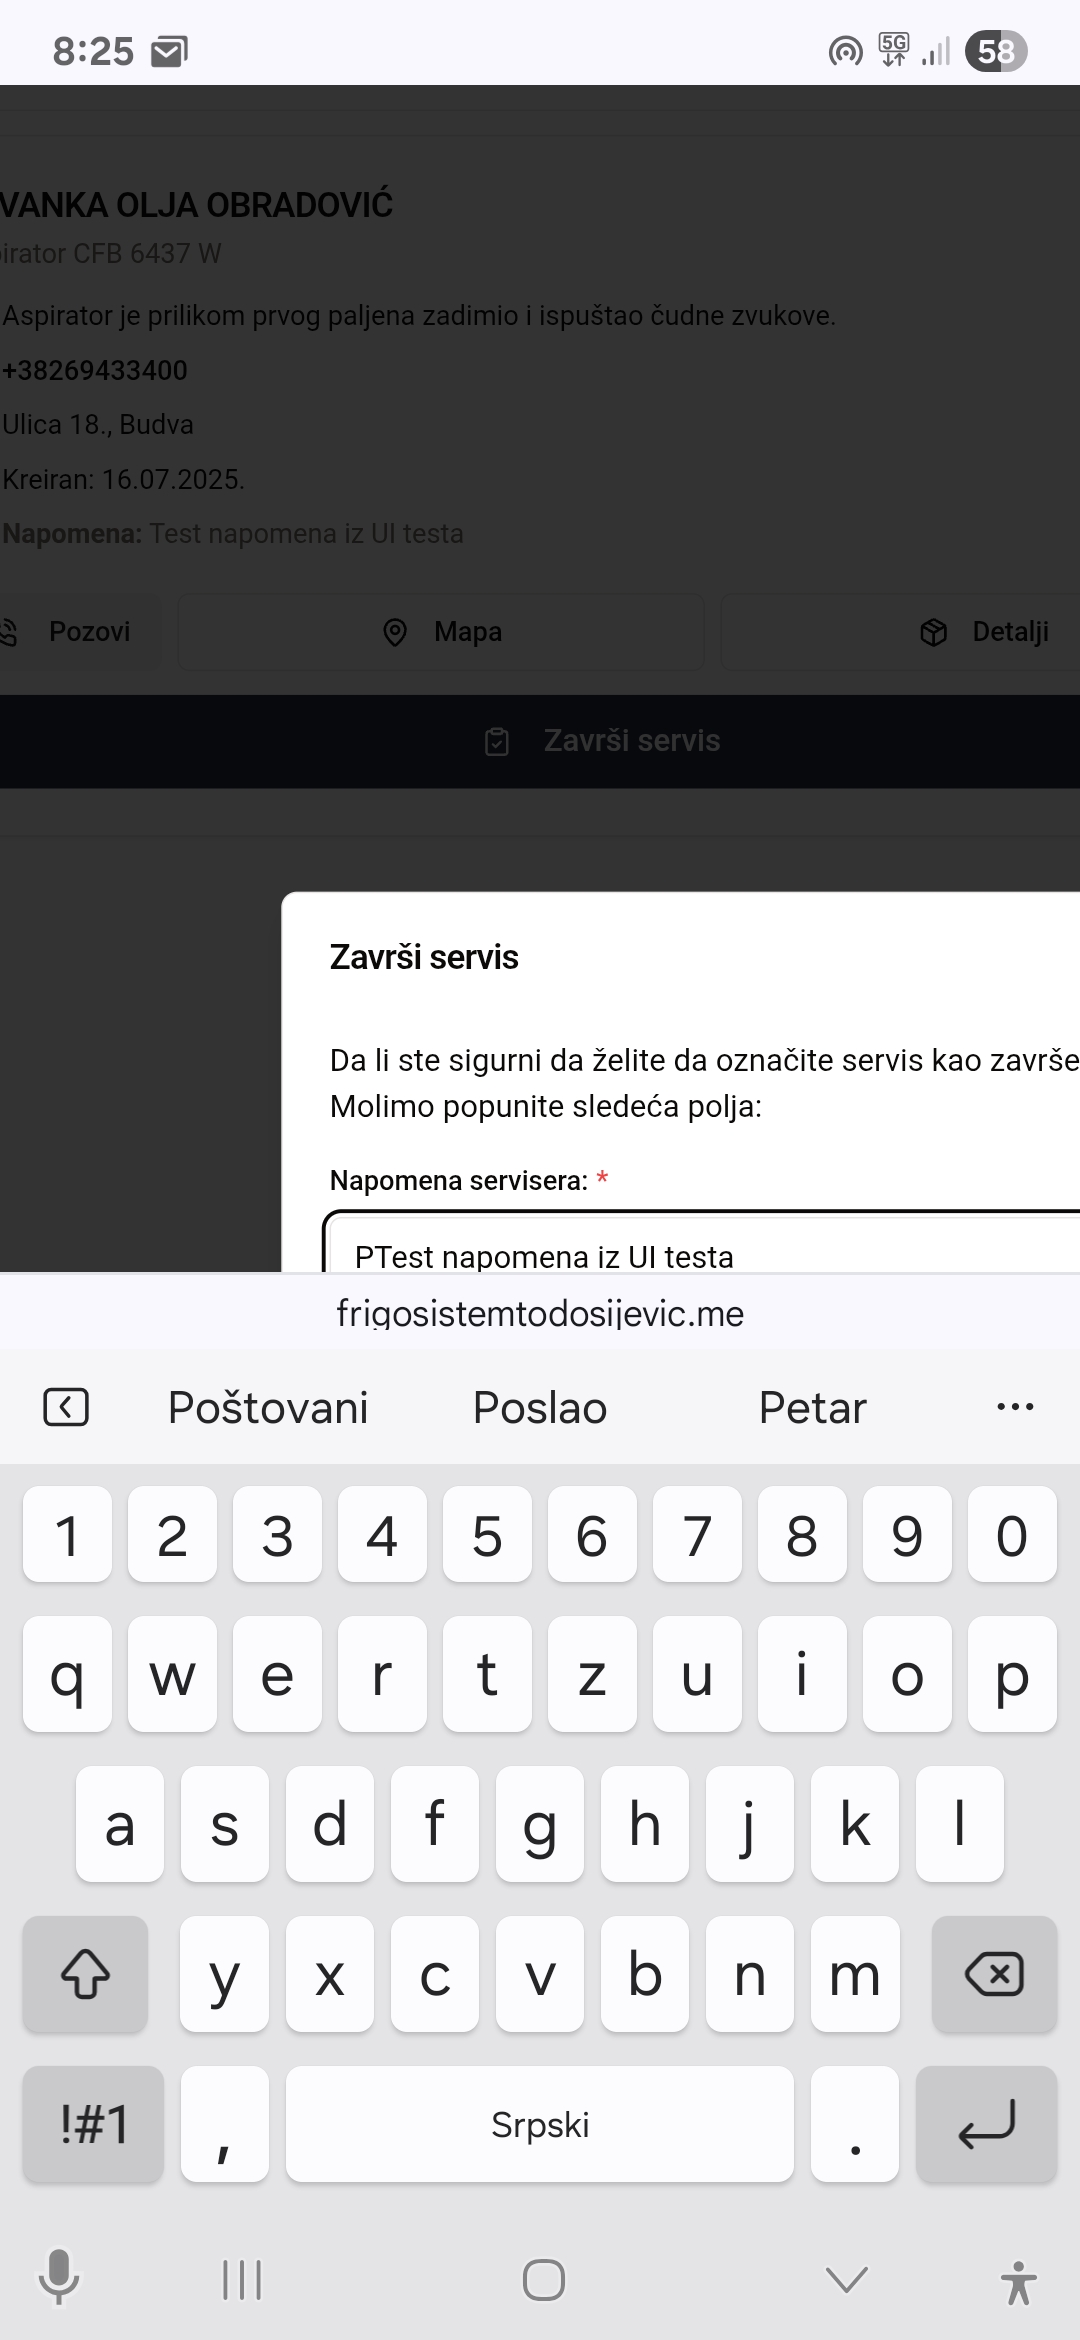 8:25
5G
58
VANKA OLJA OBRADOVIĆ
irator CFB 6437 W
Aspirator je prilikom prvog paljena zadimio i ispuštao čudne zvukove.
+38269433400
Ulica 18., Budva
Kreiran: 16.07.2025.
Napomena: Test napomena iz UI testa
Pozovi
Mapa
Detalji
Završi servis
Završi servis
Da li ste sigurni da želite da označite servis kao završe
Molimo popunite sledeća polja:
Napomena servisera: *
PTest napomena iz UI testa
frigosistemtodosijevic.me
Poštovani Poslao Petar ...
1 2 3 4 5 6 7 8 9 0
q w e r t z u i o p
a s d f g h j k l
y x c v b n m
!#1 , Srpski .